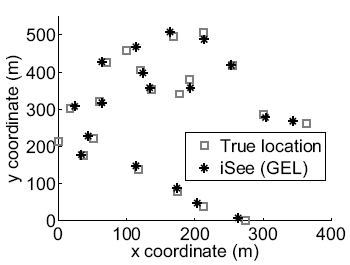 500
400
300
200
100
0
0 100 200 300 400
y coordinate (m)
x coordinate (m)
True location
iSee (GEL)